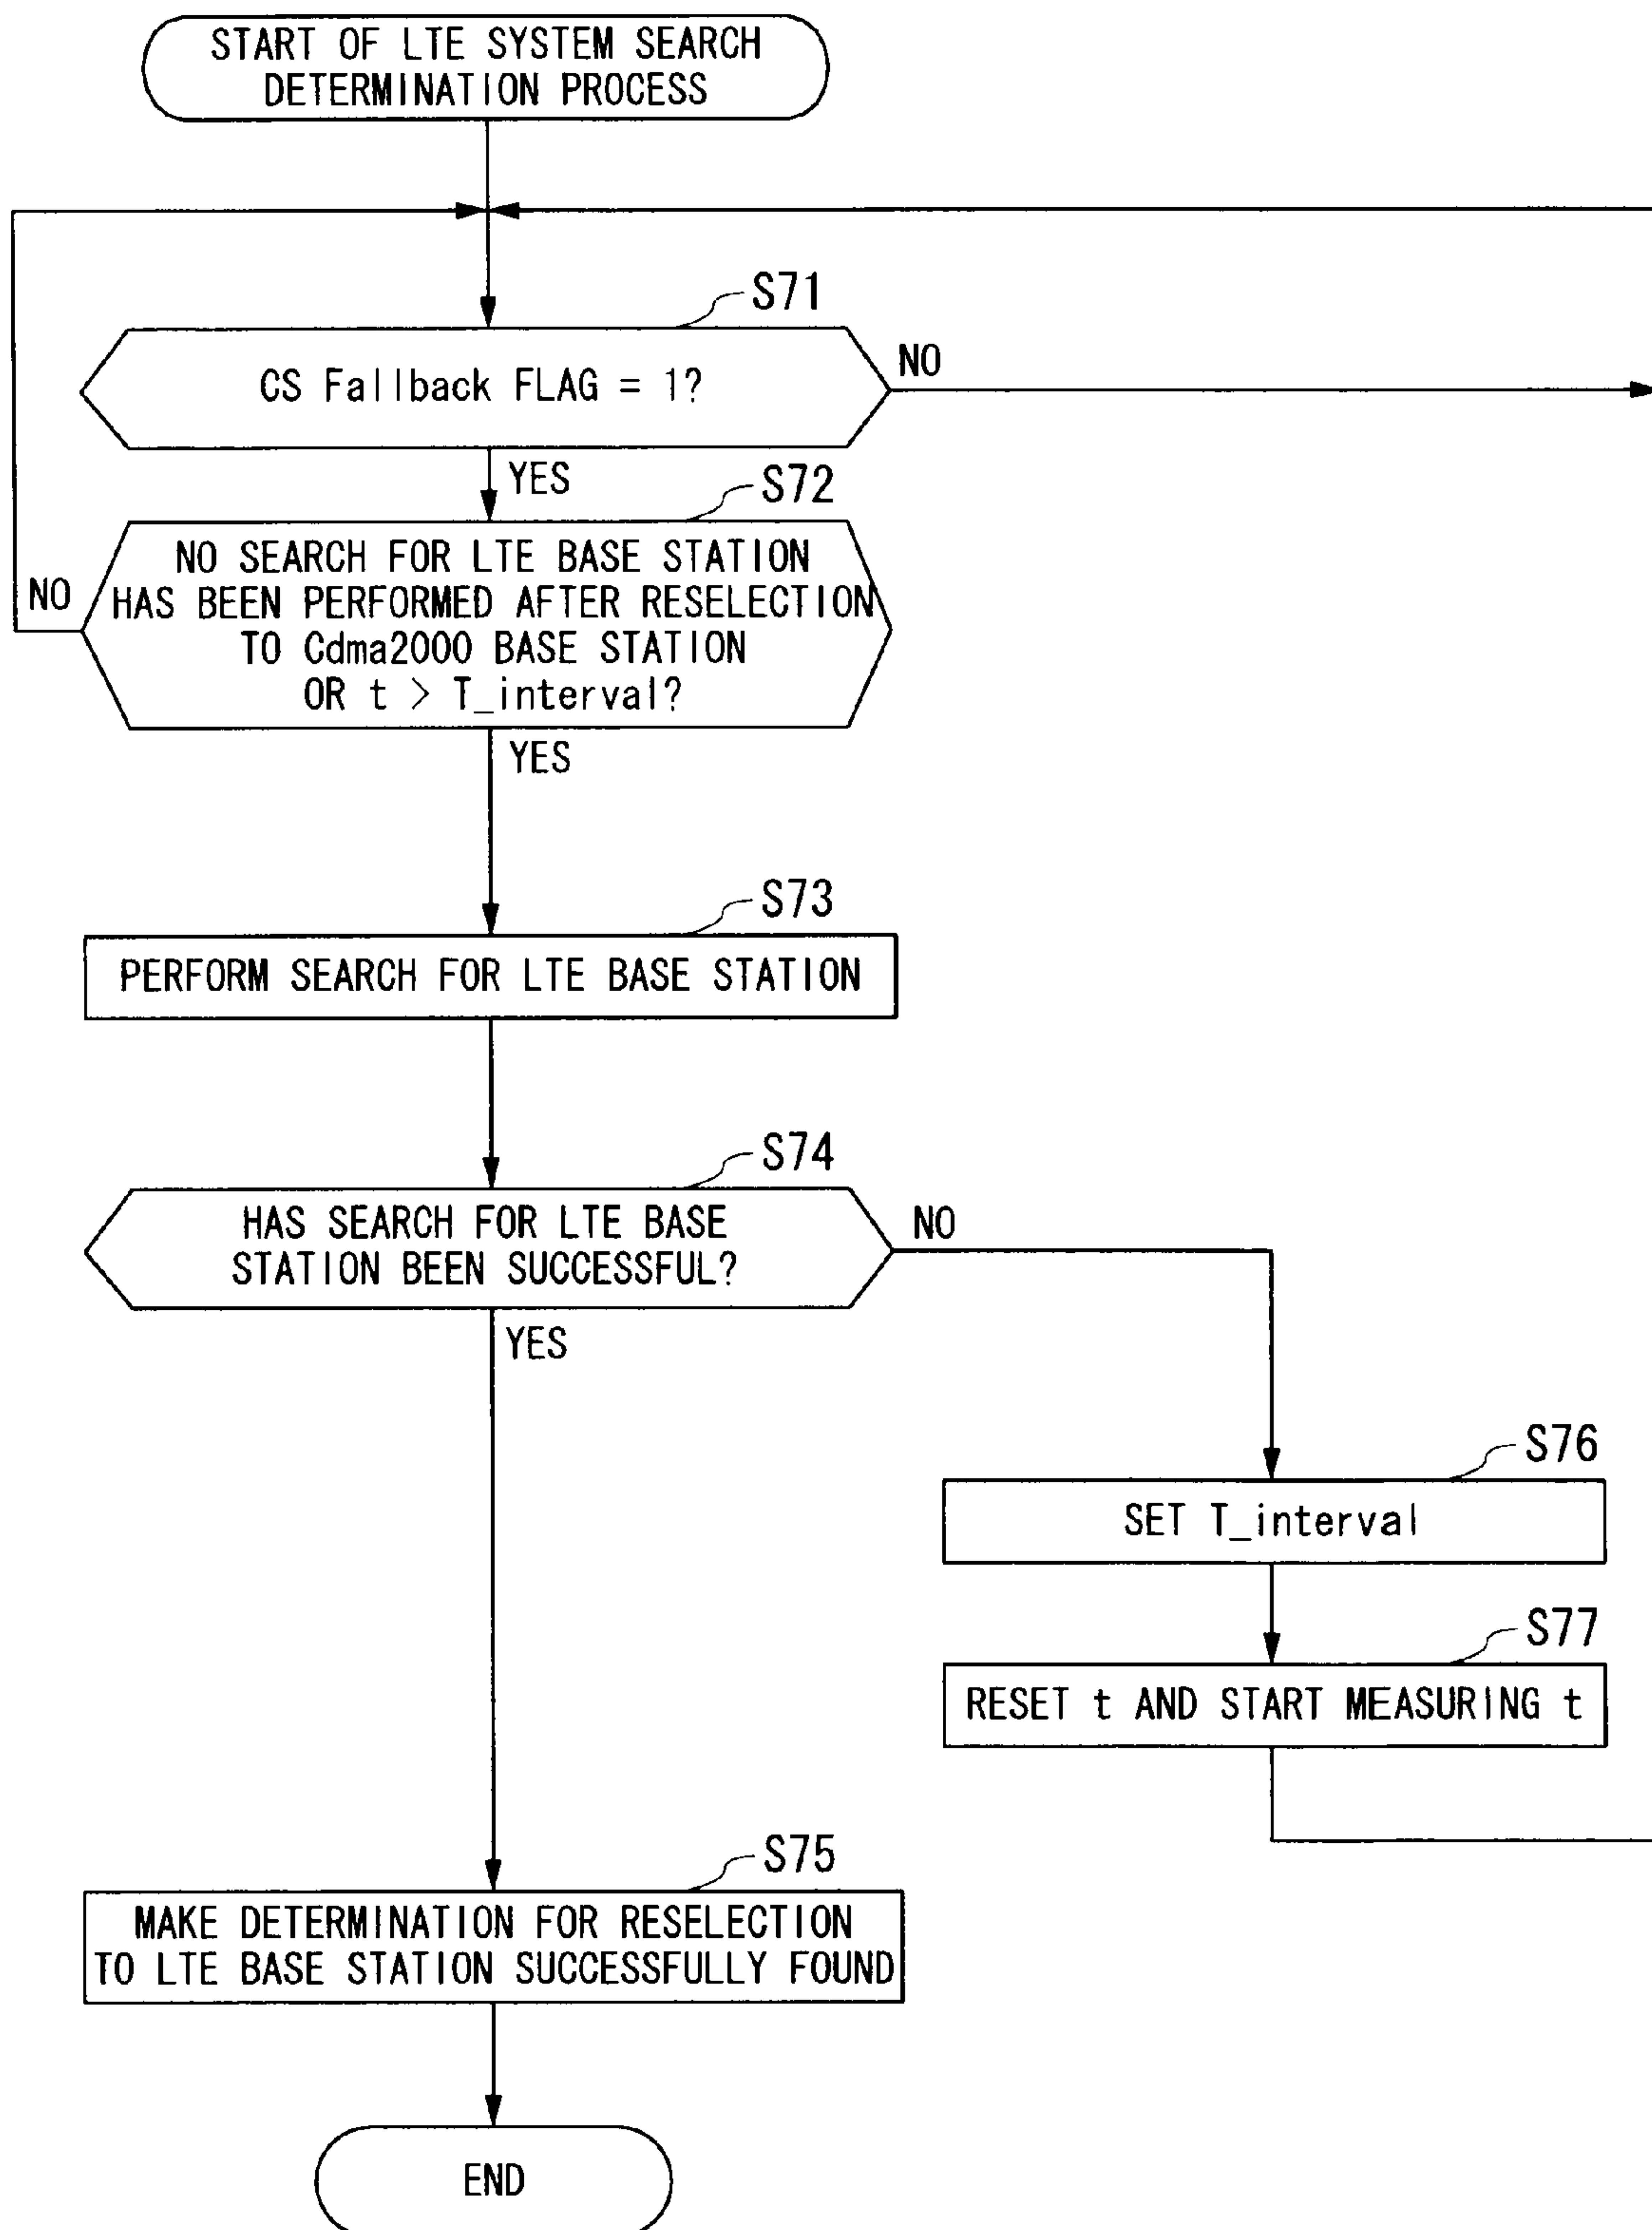 START OF LTE SYSTEM SEARCH
DETERMINATION PROCESS
S71
CS Fallback FLAG = 1?
NO
YES
S72
NO SEARCH FOR LTE BASE STATION
HAS BEEN PERFORMED AFTER RESELECTION
TO Cdma2000 BASE STATION
OR t > T_interval?
NO
YES
S73
PERFORM SEARCH FOR LTE BASE STATION
S74
HAS SEARCH FOR LTE BASE
STATION BEEN SUCCESSFUL?
NO
YES
S76
SET T_interval
S77
RESET t AND START MEASURING t
S75
MAKE DETERMINATION FOR RESELECTION
TO LTE BASE STATION SUCCESSFULLY FOUND
END